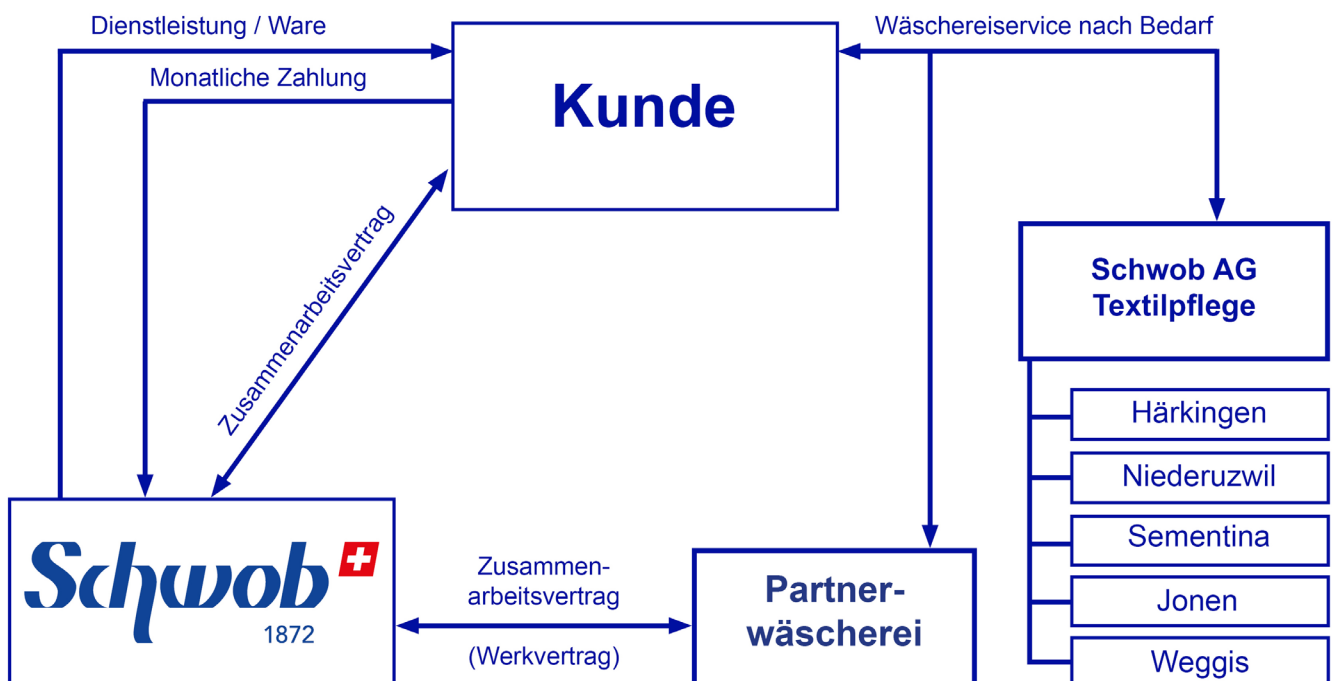 Dienstleistung / Ware
Monatliche Zahlung
Kunde
Wäschereiservice nach Bedarf
Zusammenarbeitsvertrag
Schwob AG
Textilpflege
Härkingen
Niederuzwil
Sementina
Jonen
Weggis
Schwob
1872
Zusammen-
arbeitsvertrag
(Werkvertrag)
Partner-
wäscherei